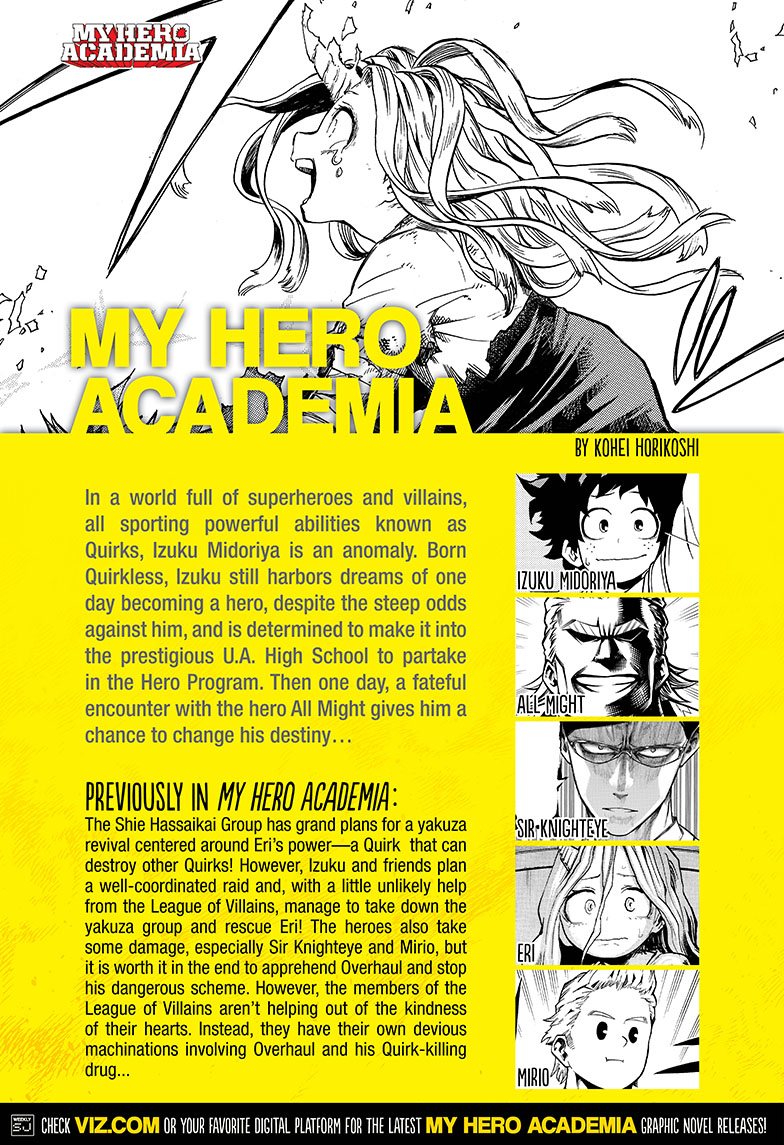 MY HERO
ACADEMIA
MY HERO
ACADEMIA
BY KOHEI HORIKOSHI
In a world full of superheroes and villains,
all sporting powerful abilities known as
Quirks, Izuku Midoriya is an anomaly. Born
Quirkless, Izuku still harbors dreams of one
day becoming a hero, despite the steep odds
against him, and is determined to make it into
the prestigious U.A. High School to partake
in the Hero Program. Then one day, a fateful
encounter with the hero All Might gives him a
chance to change his destiny…
PREVIOUSLY IN MY HERO ACADEMIA:
The Shie Hassaikai Group has grand plans for a yakuza
revival centered around Eri's power—a Quirk that can
destroy other Quirks! However, Izuku and friends plan
a well-coordinated raid and, with a little unlikely help
from the League of Villains, manage to take down the
yakuza group and rescue Eri! The heroes also take
some damage, especially Sir Knighteye and Mirio, but
it is worth it in the end to apprehend Overhaul and stop
his dangerous scheme. However, the members of the
League of Villains aren't helping out of the kindness
of their hearts. Instead, they have their own devious
machinations involving Overhaul and his Quirk-killing
drug...
IZUKU MIDORIYA
ALL MIGHT
SIR KNIGHTEYE
ERI
MIRIO
WEEKLY
SJ
CHECK VIZ.COM OR YOUR FAVORITE DIGITAL PLATFORM FOR THE LATEST MY HERO ACADEMIA GRAPHIC NOVEL RELEASES!